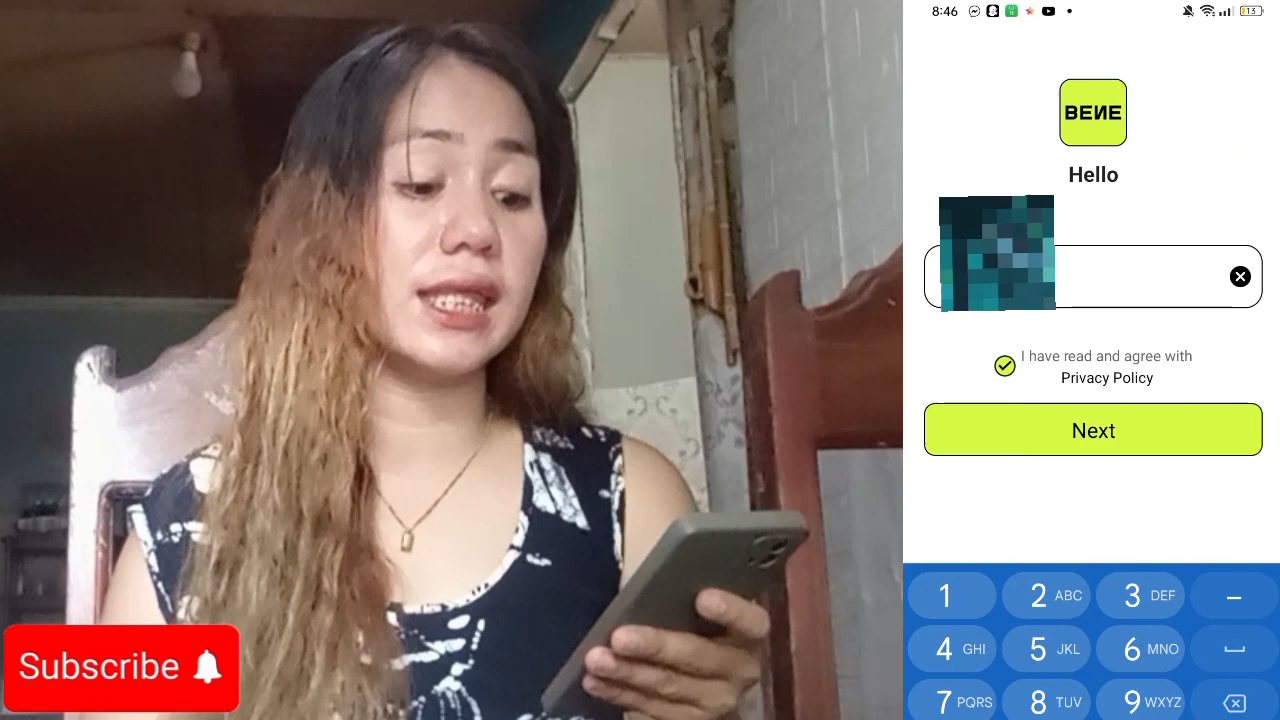 Subscribe
8:46
13
BENE
Hello
I have read and agree with
Privacy Policy
Next
1
2 ABC
3 DEF
4 GHI
5 JKL
6 MNO
7 PQRS
8 TUV
9 WXYZ